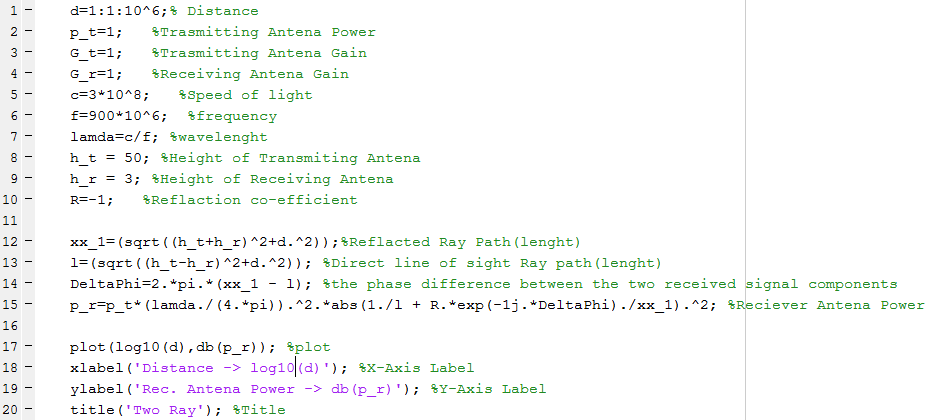 1 - d=1:1:10^6;% Distance
2 - p_t=1; %Trasmitting Antena Power
3 - G_t=1; %Trasmitting Antena Gain
4 - G_r=1; %Receiving Antena Gain
5 - c=3*10^8; %Speed of light
6 - f=900*10^6; %frequency
7 - lamda=c/f; %wavelenght
8 - h_t = 50; %Height of Transmiting Antena
9 - h_r = 3; %Height of Receiving Antena
10 - R=-1; %Reflaction co-efficient
11
12 - xx_1=(sqrt((h_t+h_r)^2+d.^2));%Reflacted Ray Path(lenght)
13 - l=(sqrt((h_t-h_r)^2+d.^2)); %Direct line of sight Ray path(lenght)
14 - DeltaPhi=2.*pi.*(xx_1 - l); %the phase difference between the two received signal components
15 - p_r=p_t*(lamda./(4.*pi)).^2.*abs(1./l + R.*exp(-1j.*DeltaPhi)./xx_1).^2; %Reciever Antena Power
16
17 - plot(log10(d),db(p_r)); %plot
18 - xlabel('Distance -> log10(d)'); %X-Axis Label
19 - ylabel('Rec. Antena Power -> db(p_r)'); %Y-Axis Label
20 - title('Two Ray'); %Title